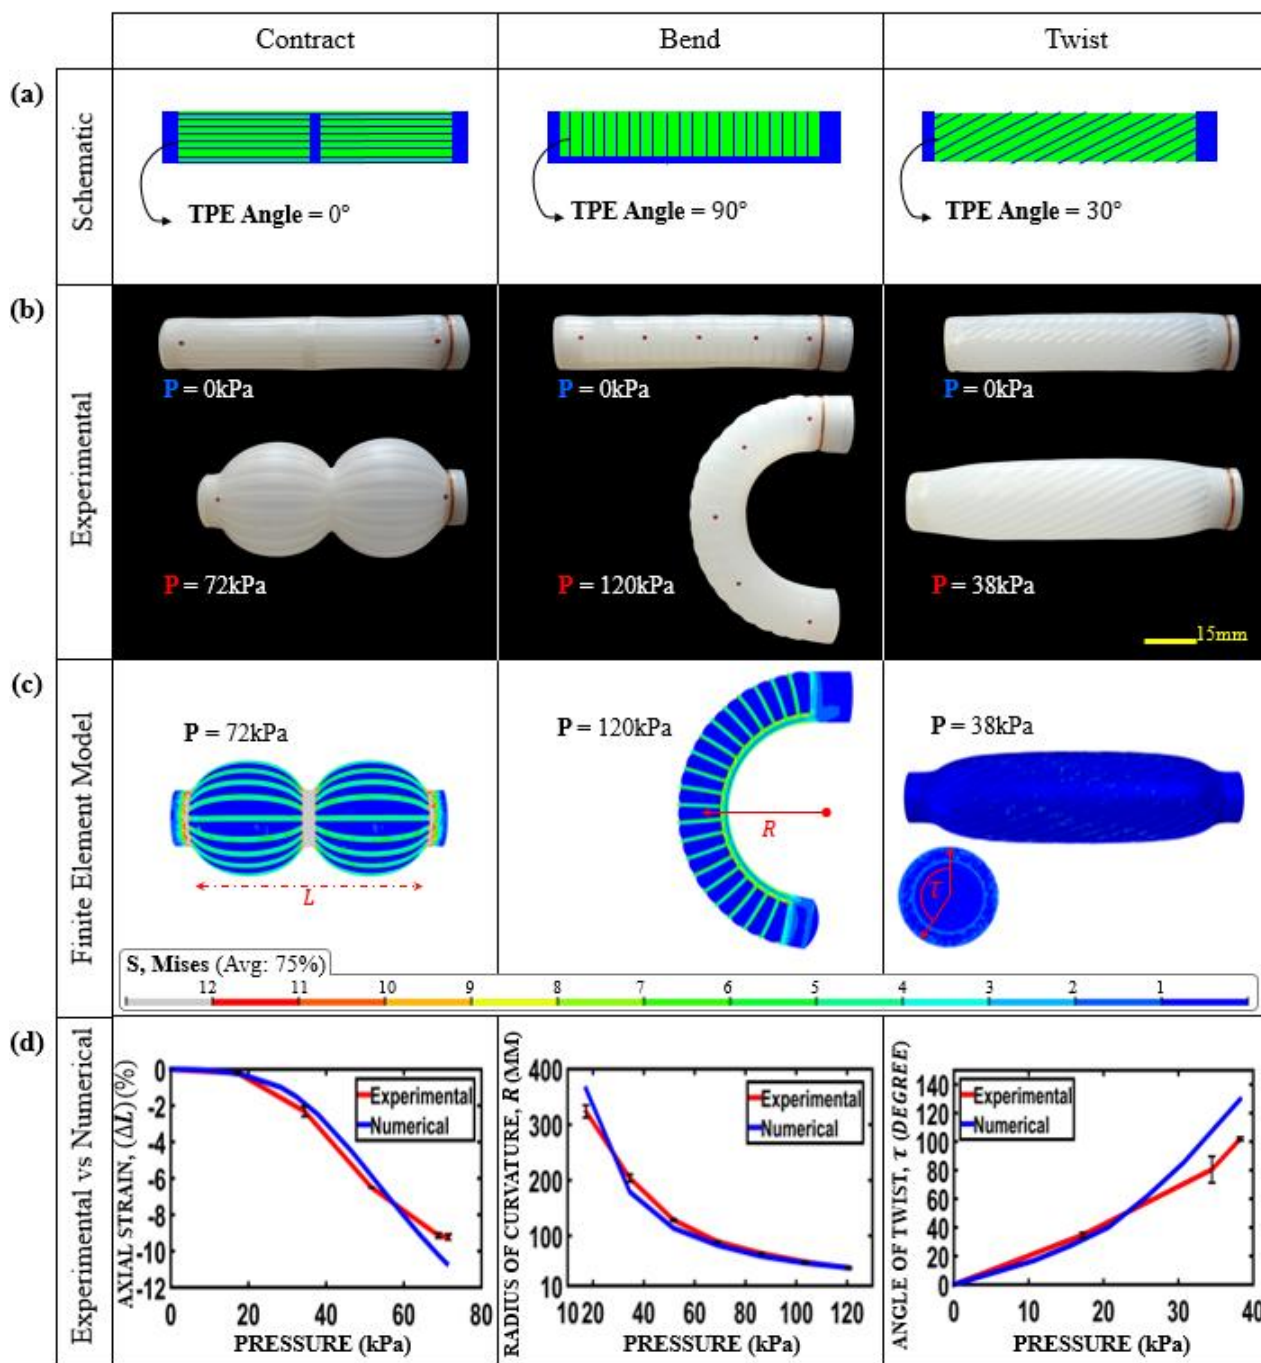 Contract
Bend
Twist
(a)
Schematic
TPE Angle = 0°
TPE Angle = 90°
TPE Angle = 30°
(b)
Experimental
P = 0kPa
P = 0kPa
P = 0kPa
P = 72kPa
P = 120kPa
P = 38kPa
15mm
(c)
Finite Element Model
P = 72kPa
P = 120kPa
P = 38kPa
L
R
τ
S, Mises (Avg: 75%)
12 11 10 9 8 7 6 5 4 3 2 1
(d)
Experimental vs Numerical
AXIAL STRAIN, (ΔL) (%)
0
-2
-4
-6
-8
-10
-12
Experimental
Numerical
0 20 40 60 80
PRESSURE (kPa)
RADIUS OF CURVATURE, R (MM)
400
300
200
100
10
Experimental
Numerical
10 20 40 60 80 100 120
PRESSURE (kPa)
ANGLE OF TWIST, τ (DEGREE)
140
120
100
80
60
40
20
0
Experimental
Numerical
0 10 20 30 40
PRESSURE (kPa)